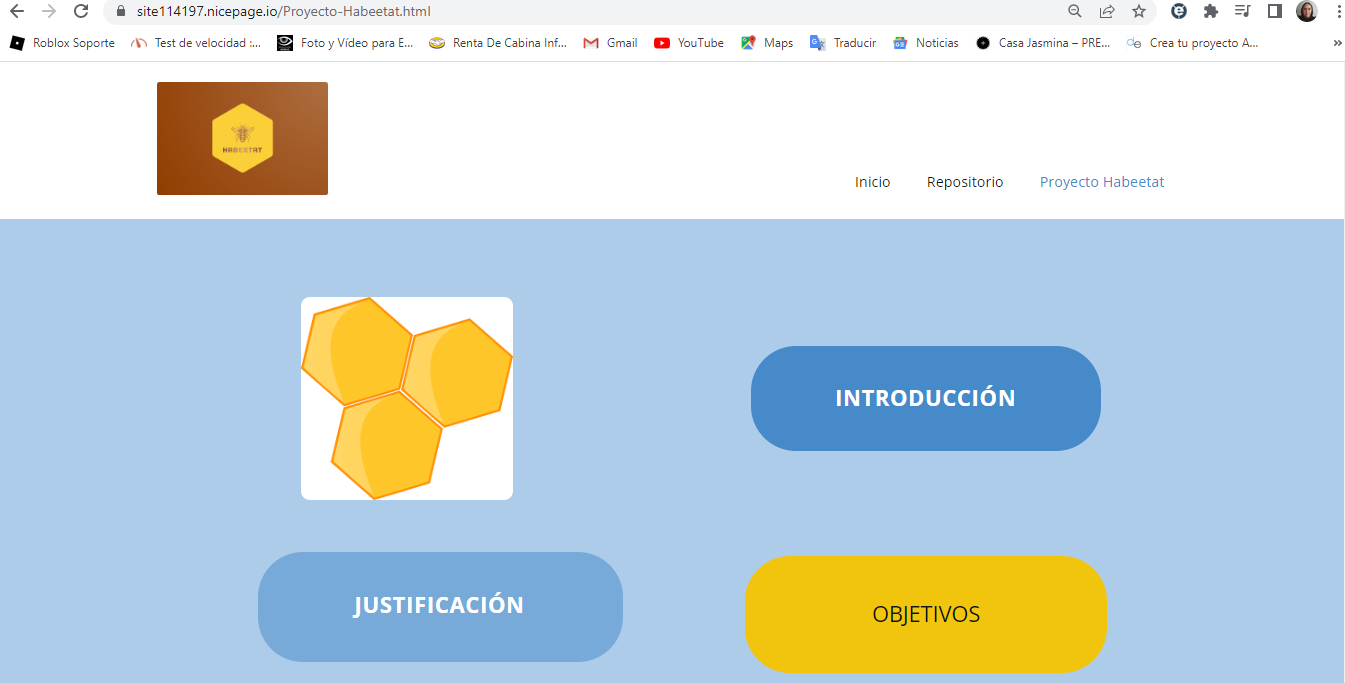 site114197.nicepage.io/Proyecto-Habeetat.html
Roblox Soporte Test de velocidad :... Foto y Vídeo para E... Renta De Cabina Inf... Gmail YouTube Maps Traducir Noticias Casa Jasmina – PRE... Crea tu proyecto A... »
HABEETAT
Inicio Repositorio Proyecto Habeetat
INTRODUCCIÓN
JUSTIFICACIÓN
OBJETIVOS